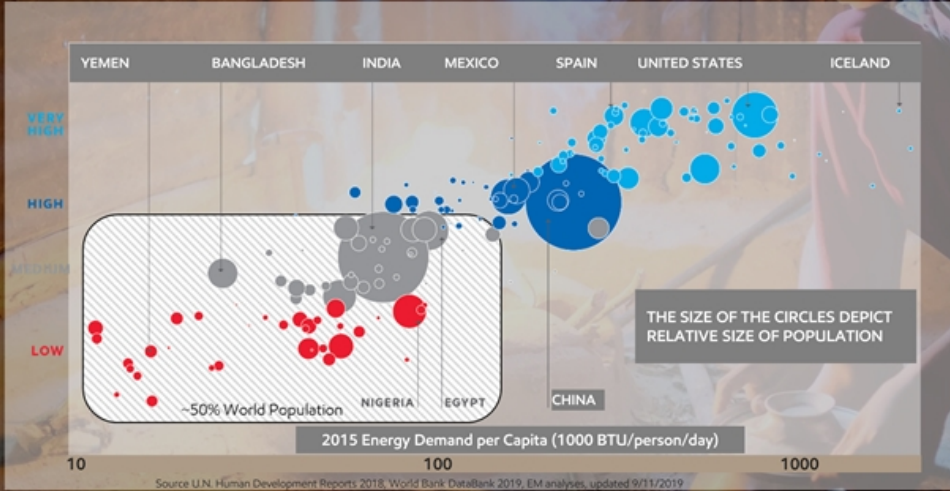 YEMEN BANGLADESH INDIA MEXICO SPAIN UNITED STATES ICELAND
VERY
HIGH
HIGH
MEDIUM
THE SIZE OF THE CIRCLES DEPICT
RELATIVE SIZE OF POPULATION
LOW
NIGERIA EGYPT CHINA
~50% World Population
2015 Energy Demand per Capita (1000 BTU/person/day)
10 100 1000
Source U.N. Human Development Reports 2018, World Bank DataBank 2019, EM analyses, updated 9/11/2019